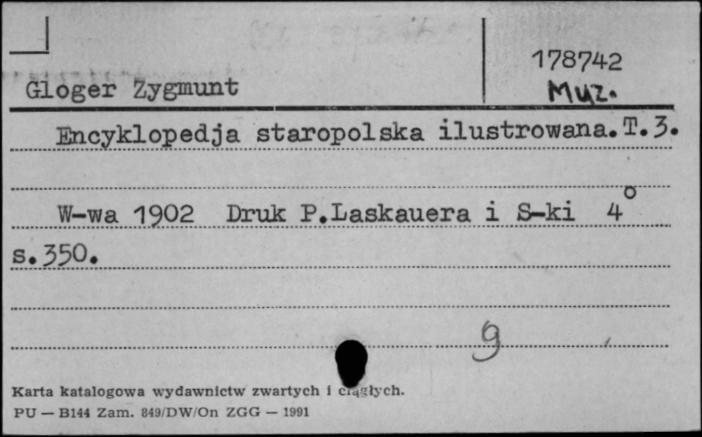 178742
Gloger Zygmunt
Muz.
Encyklopedja staropolska ilustrowana.T.3.
W-wa 1902 Druk P.Laskauera i S-ki 4°
s.350.
9
Karta katalogowa wydawnictw zwartych i ciągłych.
PU — B144 Zam. 849/DW/On ZGG — 1991